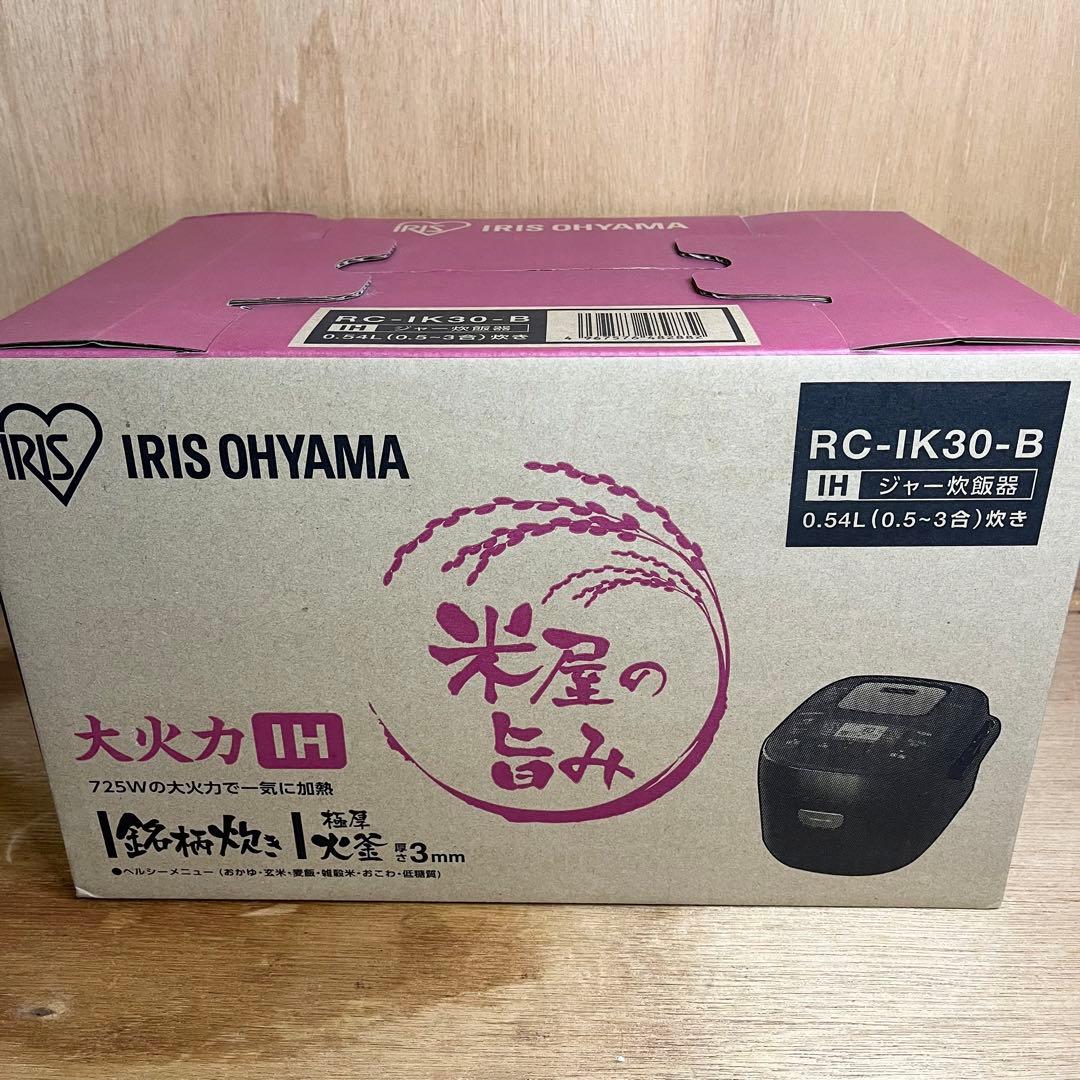 IRIS IRIS OHYAMA
RC-IK30-B
IH ジャー炊飯器
0.54L(0.5~3合)炊き
IRIS IRIS OHYAMA
RC-IK30-B
IH ジャー炊飯器
0.54L(0.5~3合)炊き
米屋の
旨み
大火力 IH
725Wの大火力で一気に加熱
銘柄炊き 極厚火釜 厚さ3mm
●ヘルシーメニュー(おかゆ・玄米・麦飯・雑穀米・おこわ・低糖質)